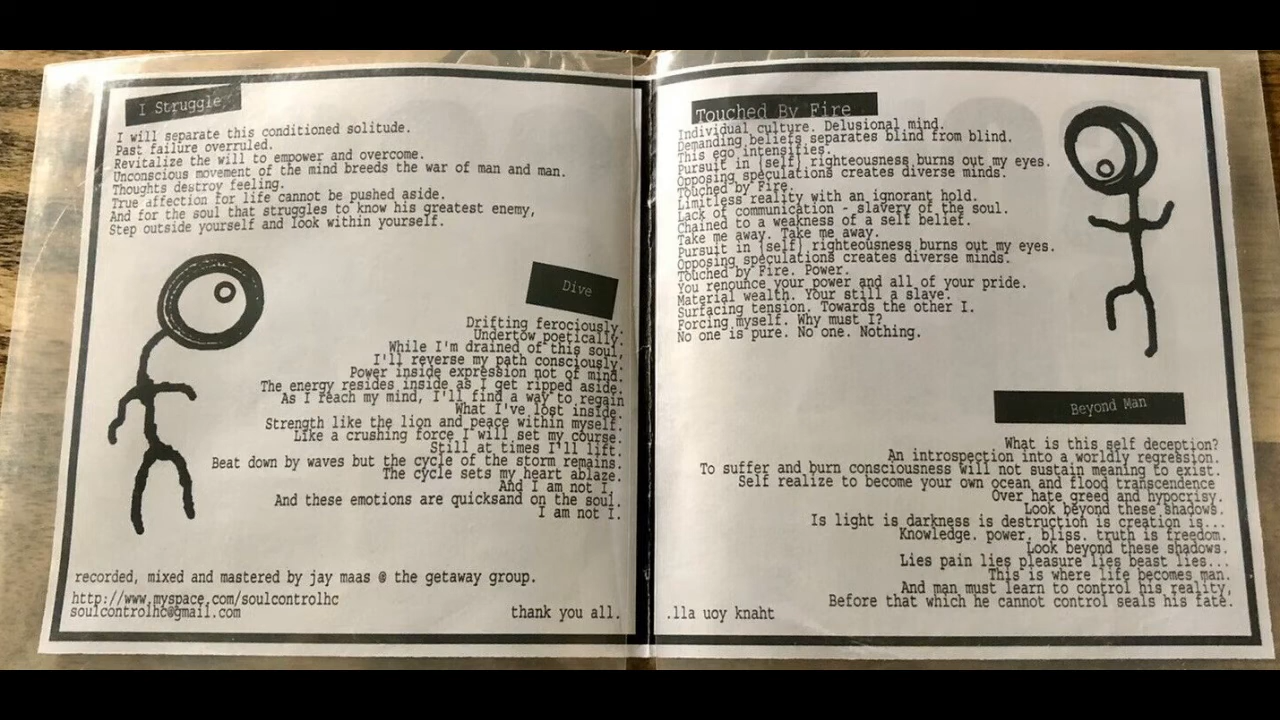 I Struggle
I will separate this conditioned solitude.
Past failure overruled.
Revitalize the will to empower and overcome.
Unconscious movement of the mind breeds the war of man and man.
Thoughts destroy feeling.
True affection for life cannot be pushed aside.
And for the soul that struggles to know his greatest enemy,
Step outside yourself and look within yourself.
Dive
Drifting ferociously.
Undertow poetically.
While I'm drained of this soul,
I'll reverse my path consciously.
Power inside expression not of mind.
The energy resides inside as I get ripped aside.
As I reach my mind, I'll find a way to regain
What I've lost inside.
Strength like the lion and peace within myself.
Like a crushing force I will set my course.
Still at times I'll lift.
Beat down by waves but the cycle of the storm remains.
The cycle sets my heart ablaze.
And I am not I.
And these emotions are quicksand on the soul.
I am not I.
recorded, mixed and mastered by jay maas @ the getaway group.
http://www.myspace.com/soulcontrolhc
soulcontrolhc@gmail.com
thank you all.
Touched By Fire
Individual culture. Delusional mind.
Demanding beliefs separates blind from blind.
This ego intensifies.
Pursuit in (self) righteousness burns out my eyes.
Opposing speculations creates diverse minds.
Touched by Fire.
Limitless reality with an ignorant hold.
Lack of communication - slavery of the soul.
Chained to a weakness of a self belief.
Take me away. Take me away.
Pursuit in (self) righteousness burns out my eyes.
Opposing speculations creates diverse minds.
Touched by Fire. Power.
You renounce your power and all of your pride.
Material wealth. Your still a slave.
Surfacing tension. Towards the other I.
Forcing myself. Why must I?
No one is pure. No one. Nothing.
Beyond Man
What is this self deception?
An introspection into a worldly regression.
To suffer and burn consciousness will not sustain meaning to exist.
Self realize to become your own ocean and flood transcendence
Over hate greed and hypocrisy.
Look beyond these shadows.
Is light is darkness is destruction is creation is...
Knowledge. power. bliss. truth is freedom.
Look beyond these shadows.
Lies pain lies pleasure lies beast lies...
This is where life becomes man.
And man must learn to control his reality,
Before that which he cannot control seals his fate.
.lla uoy knaht